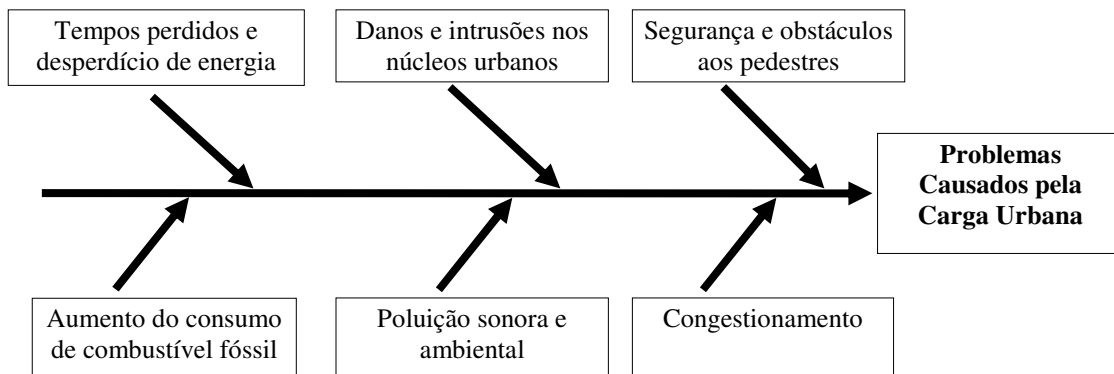 Tempos perdidos e
desperdício de energia
Danos e intrusões nos
núcleos urbanos
Segurança e obstáculos
aos pedestres
Problemas
Causados pela
Carga Urbana
Aumento do consumo
de combustível fóssil
Poluição sonora e
ambiental
Congestionamento